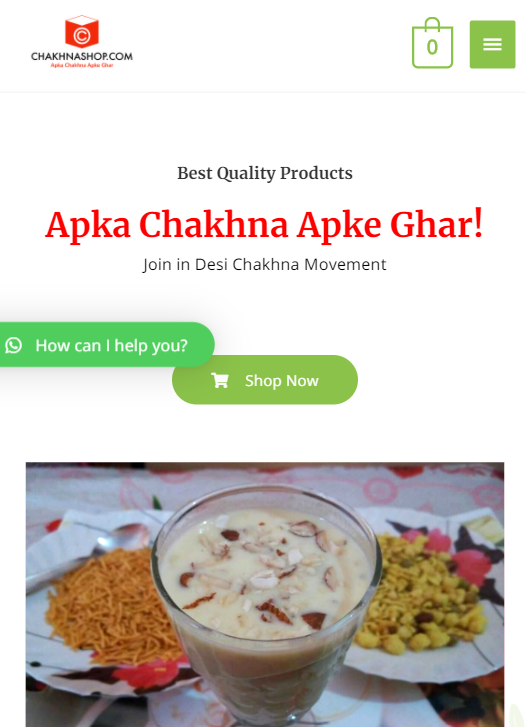 CHAKHNASHOP.COM
Apka Chakhna Apke Ghar
0
Best Quality Products
Apka Chakhna Apke Ghar!
Join in Desi Chakhna Movement
How can I help you?
Shop Now